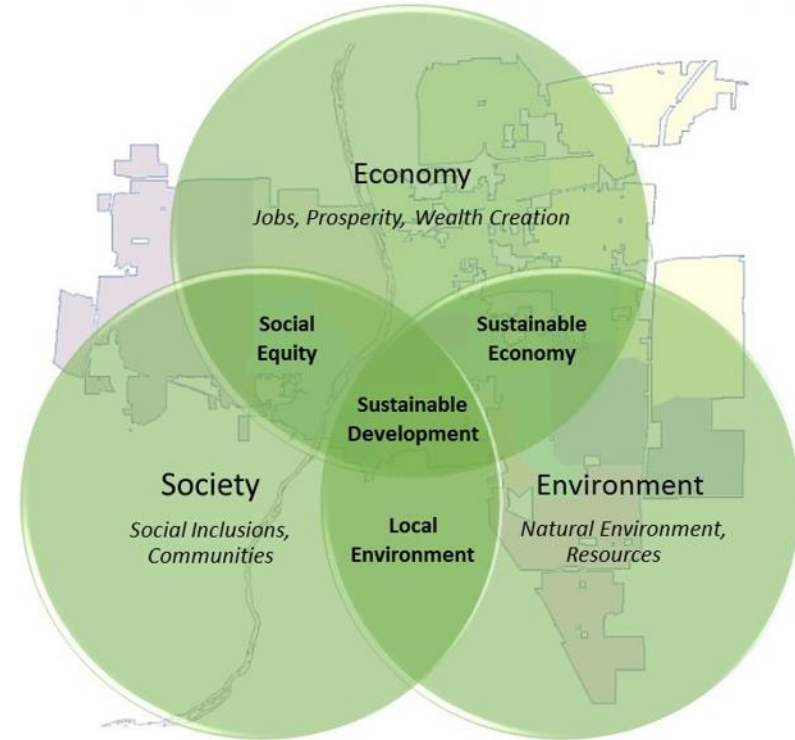 Economy
Jobs, Prosperity, Wealth Creation
Social
Equity
Sustainable
Economy
Sustainable
Development
Society
Social Inclusions,
Communities
Environment
Natural Environment,
Resources
Local
Environment